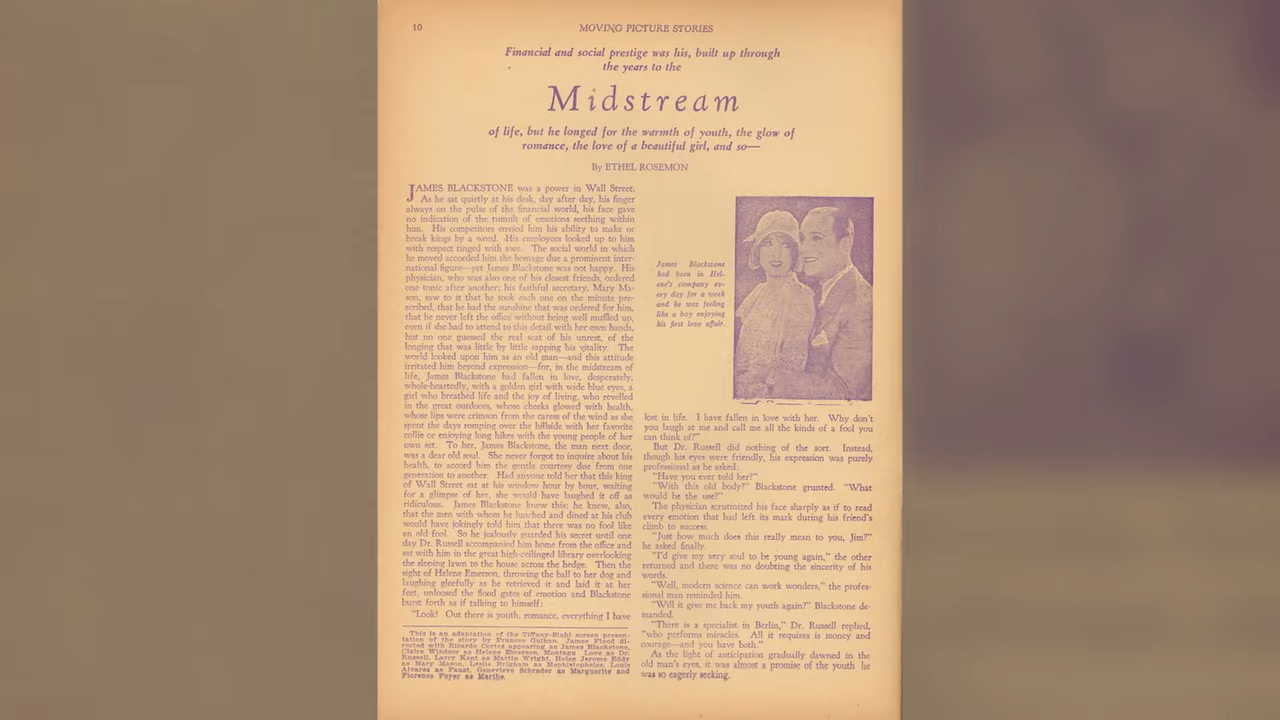 10
MOVING PICTURE STORIES
Financial and social prestige was his, built up through
the years to the
Midstream
of life, but he longed for the warmth of youth, the glow of
romance, the love of a beautiful girl, and so—
By ETHEL ROSEMON
JAMES BLACKSTONE was a power in Wall Street.
As he sat quietly at his desk, day after day, his finger
always on the pulse of the financial world, his face gave
no indication of the tumult of emotions seething within
him. His competitors envied him his ability to make or
break kings by a word. His employees looked up to him
with respect tinged with awe. The social world in which
he moved accorded him the homage due a prominent inter-
national figure—yet James Blackstone was not happy. His
physician, who was also one of his closest friends, ordered
one tonic after another; his faithful secretary, Mary Ma-
son, saw to it that he took each one on the minute pre-
scribed, that he had the sunshine that was ordered for him,
that he never left the office without being well muffled up,
even if she had to attend to this detail with her own hands,
but no one guessed the real seat of his unrest, of the
longing that was little by little sapping his vitality. The
world looked upon him as an old man—and this attitude
irritated him beyond expression—for, in the midstream of
life, James Blackstone had fallen in love, desperately,
whole-heartedly, with a golden girl with wide blue eyes, a
girl who breathed life and the joy of living, who revelled
in the great outdoors, whose cheeks glowed with health,
whose lips were crimson from the caress of the wind as she
spent the days romping over the hillside with her favorite
collie or enjoying long hikes with the young people of her
own set. To her, James Blackstone, the man next door,
was a dear old soul. She never forgot to inquire about his
health, to accord him the gentle courtesy due from one
generation to another. Had anyone told her that this king
of Wall Street sat at his window hour by hour, waiting
for a glimpse of her, she would have laughed it off as
ridiculous. James Blackstone knew this; he knew, also,
that the men with whom he lunched and dined at his club
would have jokingly told him that there was no fool like
an old fool. So he jealously guarded his secret until one
day Dr. Russell accompanied him home from the office and
sat with him in the great high-ceilinged library overlooking
the sloping lawn to the house across the hedge. Then the
sight of Helene Emerson, throwing the ball to her dog and
laughing gleefully as he retrieved it and laid it at her
feet, unloosed the flood gates of emotion and Blackstone
burst forth as if talking to himself:
"Look! Out there is youth, romance, everything I have
This is an adaptation of the Tiffany-Stahl screen presen-
tation of the story by Frances Guihan. James Flood di-
rected with Ricardo Cortez appearing as James Blackstone,
Claire Windsor as Helene Emerson, Montagu Love as Dr.
Russell, Larry Kent as Martin Wright, Helen Jerome Eddy
as Mary Mason, Leslie Brigham as Mephistopheles, Louis
Alvarez as Faust, Genevieve Schrader as Marguerite and
Florence Foyer as Marthe.
James Blackstone
had been in Hel-
ene's company ev-
ery day for a week
and he was feeling
like a boy enjoying
his first love affair.
lost in life. I have fallen in love with her. Why don't
you laugh at me and call me all the kinds of a fool you
can think of?"
But Dr. Russell did nothing of the sort. Instead,
though his eyes were friendly, his expression was purely
professional as he asked:
"Have you ever told her?"
"With this old body?" Blackstone grunted. "What
would be the use?"
The physician scrutinized his face sharply as if to read
every emotion that had left its mark during his friend's
climb to success.
"Just how much does this really mean to you, Jim?"
he asked finally.
"I'd give my very soul to be young again," the other
returned and there was no doubting the sincerity of his
words.
"Well, modern science can work wonders," the profes-
sional man reminded him.
"Will it give me back my youth again?" Blackstone de-
manded.
"There is a specialist in Berlin," Dr. Russell replied,
"who performs miracles. All it requires is money and
courage—and you have both."
As the light of anticipation gradually dawned in the
old man's eyes, it was almost a promise of the youth he
was so eagerly seeking.